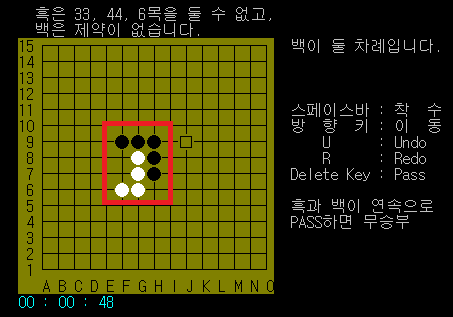 흑은 33, 44, 6목을 둘 수 없고,
백은 제약이 없습니다.
백이 둘 차례입니다.
15
14
13
12
11
10
9
8
7
6
5
4
3
2
1
A B C D E F G H I J K L M N O
00 : 00 : 48
스페이스바 : 착 수
방 향 키 : 이 동
U : Undo
R : Redo
Delete Key : Pass
흑과 백이 연속으로
PASS하면 무승부